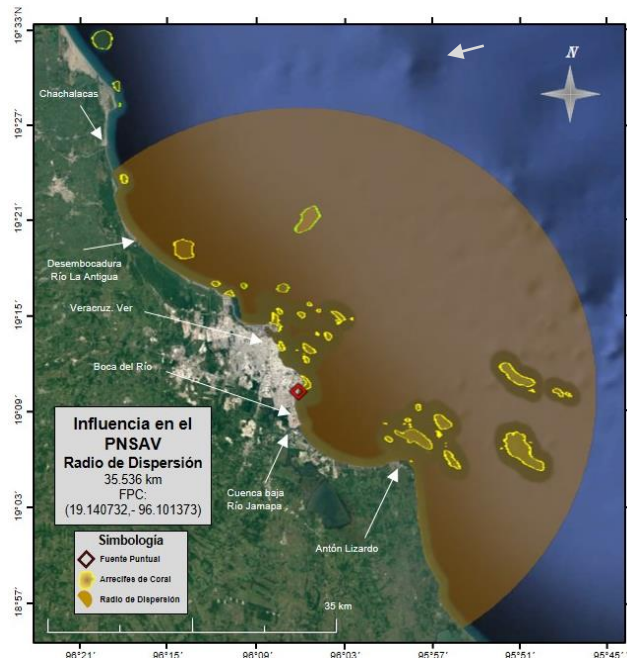 19°33'N
19°27'
19°21'
19°15'
19°09'
19°03'
18°57'
N
Chachalacas
Desembocadura
Río La Antigua
Veracruz. Ver
Boca del Río
Cuenca baja
Río Jamapa
Antón Lizardo
Influencia en el
PNSAV
Radio de Dispersión
35.536 km
FPC:
(19.140732,- 96.101373)
Simbología
Fuente Puntual
Arrecifes de Coral
Radio de Dispersión
35 km
96°21'
96°15'
96°09'
96°03'
95°57'
95°51'
95°45'